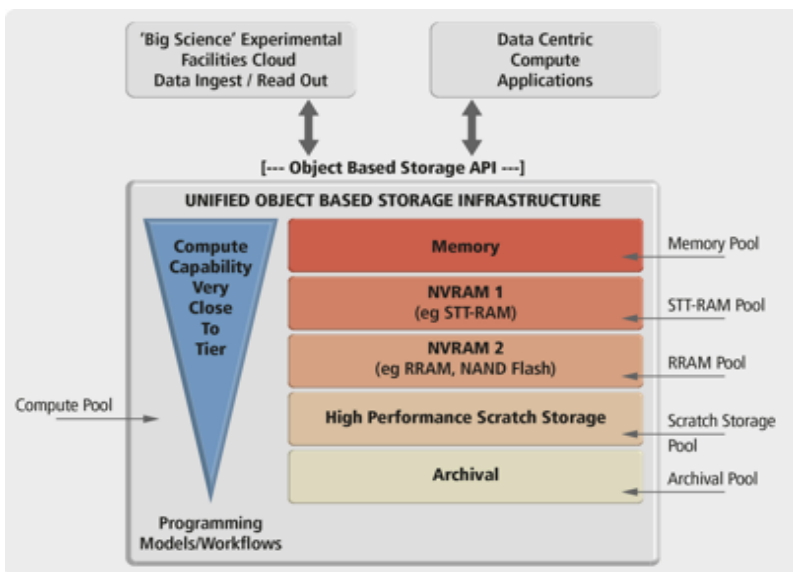 'Big Science' Experimental
Facilities Cloud
Data Ingest / Read Out
Data Centric
Compute
Applications
[--- Object Based Storage API ---]
UNIFIED OBJECT BASED STORAGE INFRASTRUCTURE
Compute
Capability
Very
Close
To
Tier
Memory
Memory Pool
NVRAM 1
(eg STT-RAM)
STT-RAM Pool
NVRAM 2
(eg RRAM, NAND Flash)
RRAM Pool
Compute Pool
High Performance Scratch Storage
Scratch Storage
Pool
Archival
Archival Pool
Programming
Models/Workflows